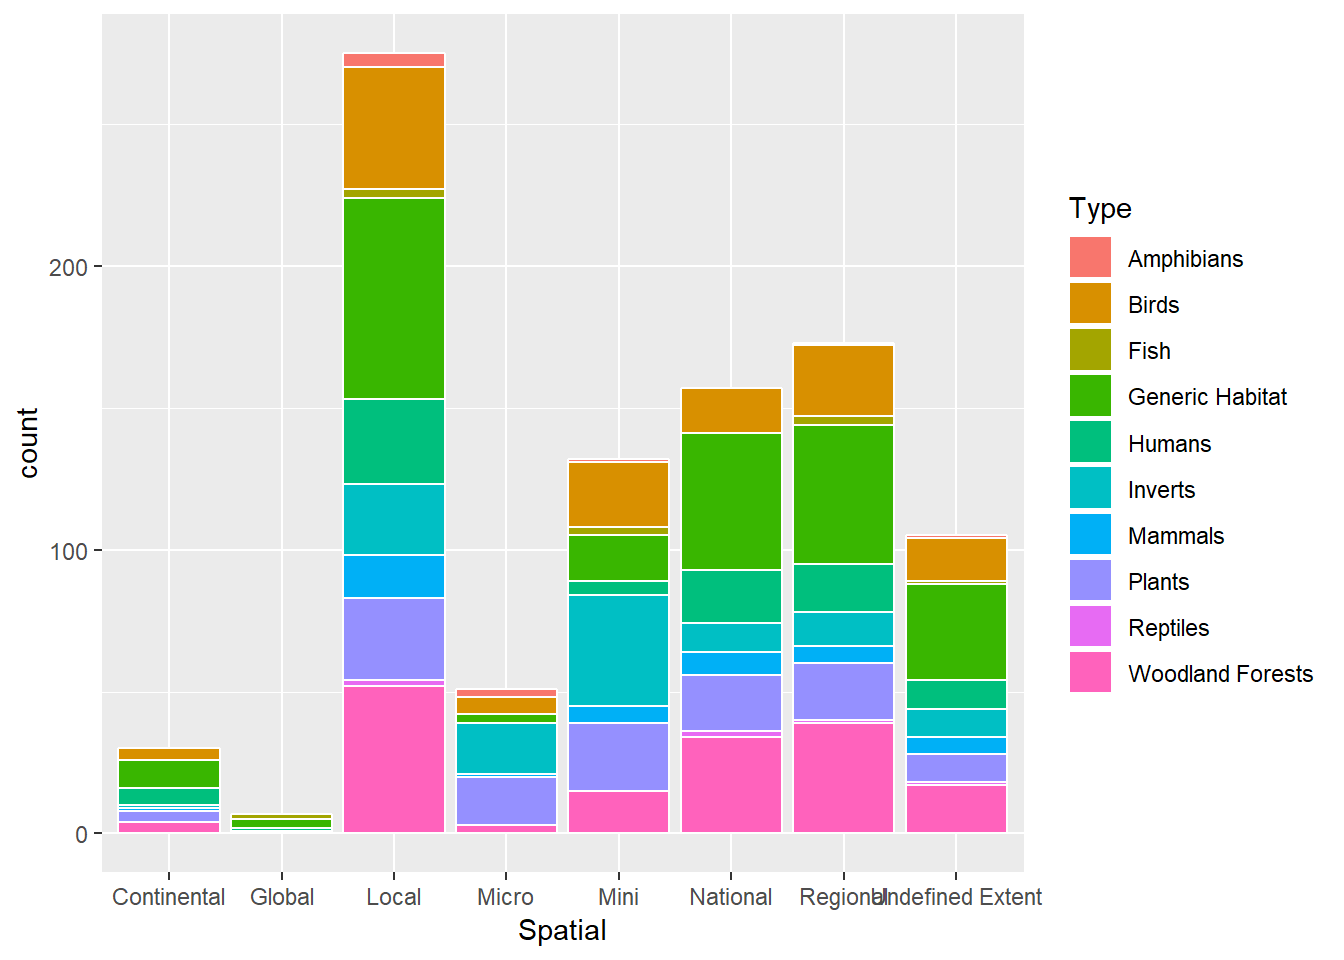 200
100
0
count
Continental
Global
Local
Micro
Mini
National
Regional
Undefined Extent
Spatial
Type
Amphibians
Birds
Fish
Generic Habitat
Humans
Inverts
Mammals
Plants
Reptiles
Woodland Forests